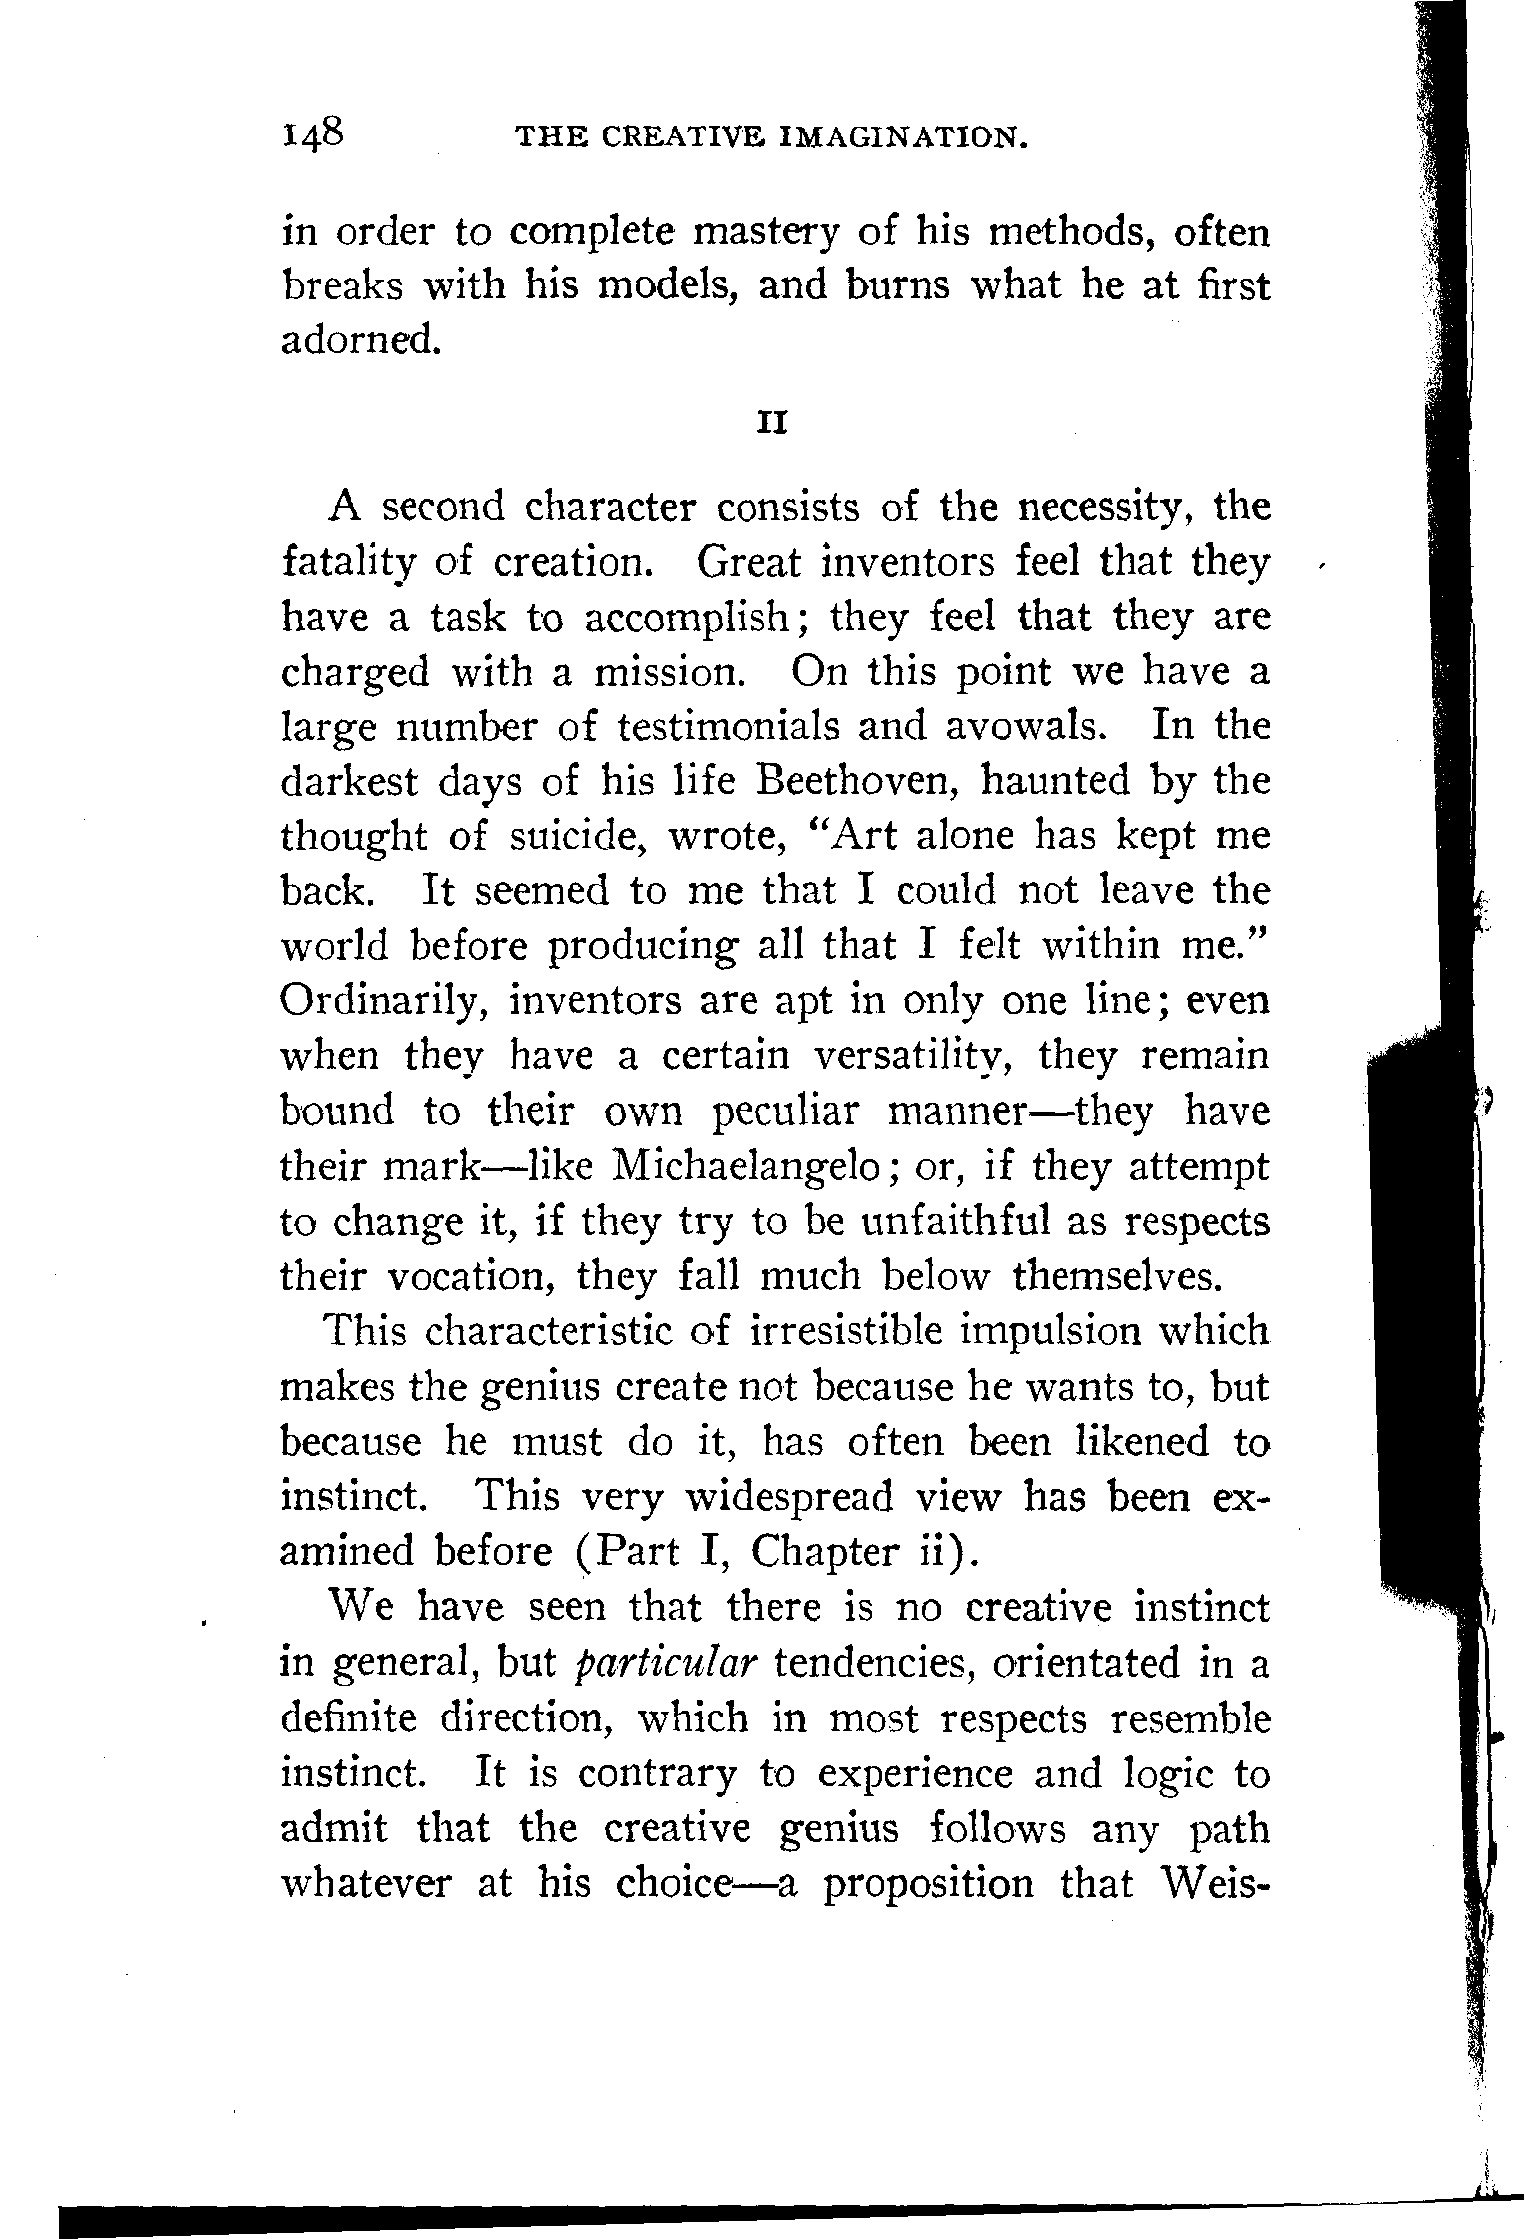 148 THE CREATIVE IMAGINATION.
in order to complete mastery of his methods, often
breaks with his models, and burns what he at first
adorned.
II
A second character consists of the necessity, the
fatality of creation. Great inventors feel that they
have a task to accomplish; they feel that they are
charged with a mission. On this point we have a
large number of testimonials and avowals. In the
darkest days of his life Beethoven, haunted by the
thought of suicide, wrote, “Art alone has kept me
back. It seemed to me that I could not leave the
world before producing all that I felt within me.”
Ordinarily, inventors are apt in only one line; even
when they have a certain versatility, they remain
bound to their own peculiar manner—they have
their mark—like Michaelangelo; or, if they attempt
to change it, if they try to be unfaithful as respects
their vocation, they fall much below themselves.
This characteristic of irresistible impulsion which
makes the genius create not because he wants to, but
because he must do it, has often been likened to
instinct. This very widespread view has been ex-
amined before (Part I, Chapter ii).
We have seen that there is no creative instinct
in general, but particular tendencies, orientated in a
definite direction, which in most respects resemble
instinct. It is contrary to experience and logic to
admit that the creative genius follows any path
whatever at his choice—a proposition that Weis-